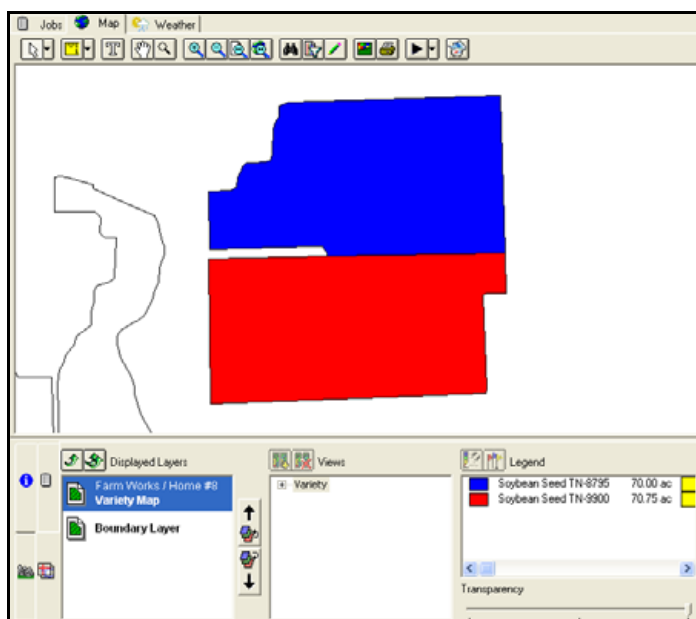 Jobs Map Weather
T
Displayed Layers Views Legend
Farm Works / Home #8
Variety Map
Boundary Layer
Variety
Soybean Seed TN-8795 70.00 ac
Soybean Seed TN-9900 70.75 ac
Transparency